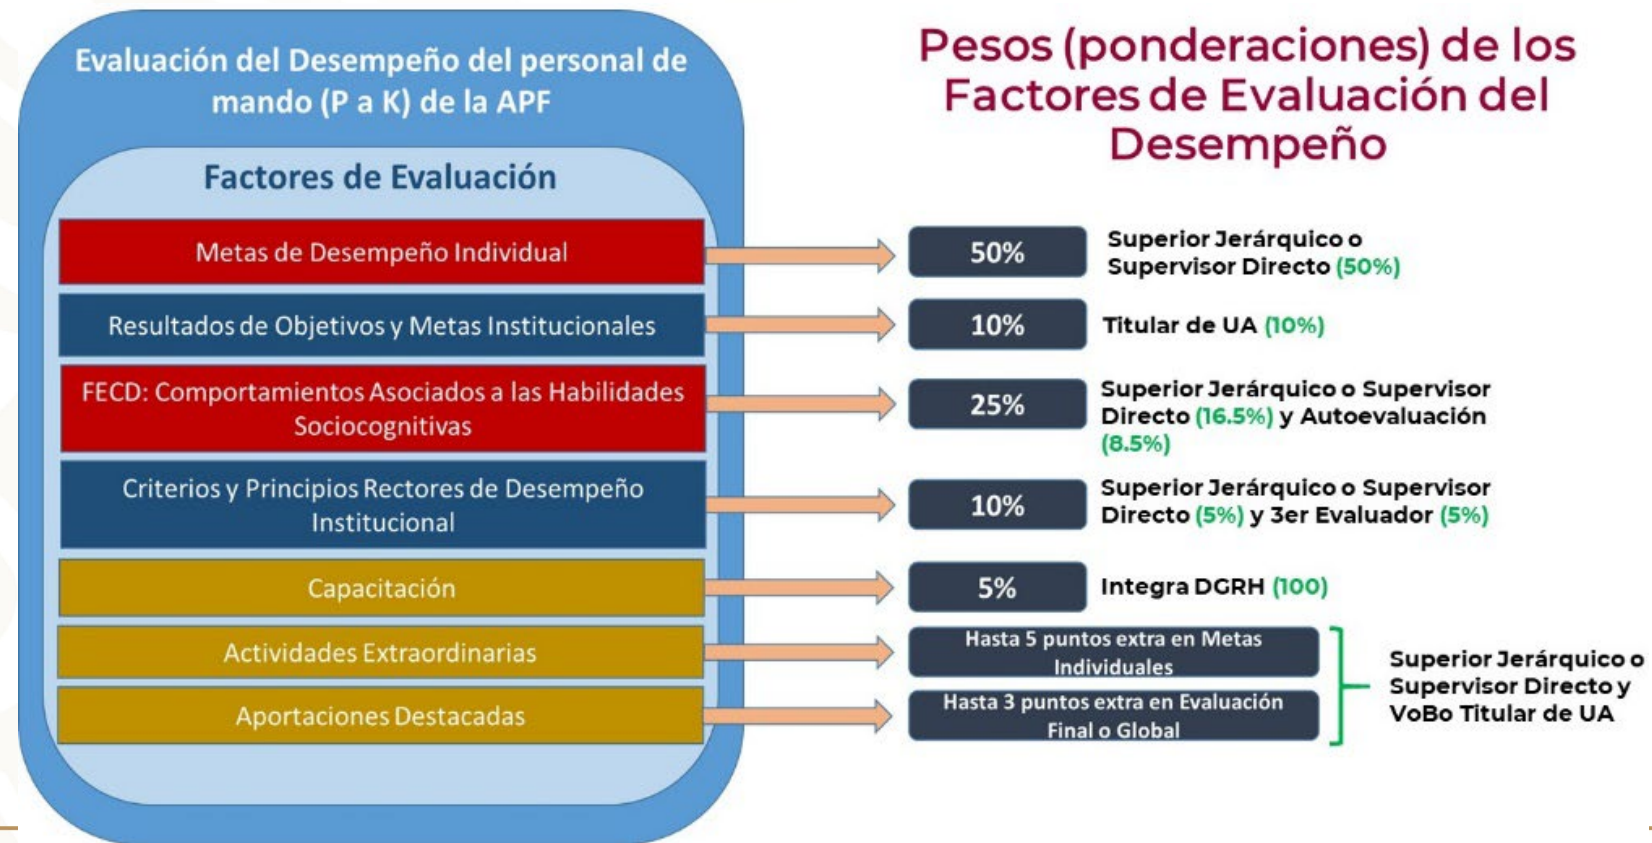 Evaluación del Desempeño del personal de
mando (P a K) de la APF
Factores de Evaluación
Pesos (ponderaciones) de los
Factores de Evaluación del
Desempeño
Metas de Desempeño Individual
50%
Superior Jerárquico o
Supervisor Directo (50%)
Resultados de Objetivos y Metas Institucionales
10%
Titular de UA (10%)
FECD: Comportamientos Asociados a las Habilidades
Sociocognitivas
25%
Superior Jerárquico o Supervisor
Directo (16.5%) y Autoevaluación
(8.5%)
Criterios y Principios Rectores de Desempeño
Institucional
10%
Superior Jerárquico o Supervisor
Directo (5%) y 3er Evaluador (5%)
Capacitación
5%
Integra DGRH (100)
Actividades Extraordinarias
Hasta 5 puntos extra en Metas
Individuales
Aportaciones Destacadas
Hasta 3 puntos extra en Evaluación
Final o Global
Superior Jerárquico o
Supervisor Directo y
VoBo Titular de UA